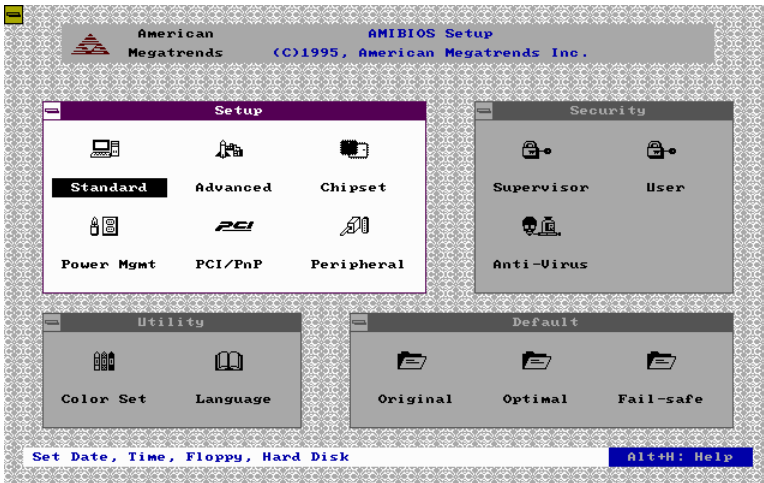 American AMIBIOS Setup
Megatrends (C)1995, American Megatrends Inc.
Setup
Standard Advanced Chipset
PCI
Power Mgmt PCI/PnP Peripheral
Security
Supervisor User
Anti-Virus
Utility
Color Set Language
Default
Original Optimal Fail-safe
Set Date, Time, Floppy, Hard Disk Alt+H: Help